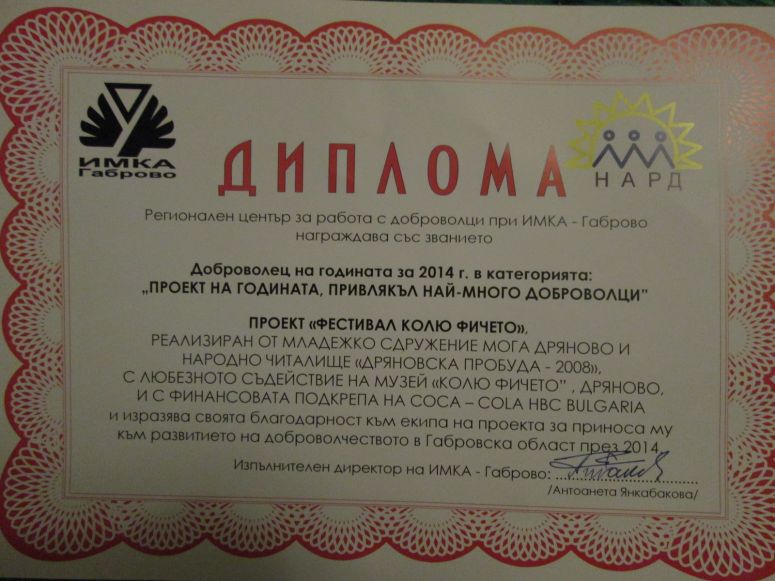 ИМКА
Габрово
ДИПЛОМА
НАРД
Регионален център за работа с доброволци при ИМКА - Габрово
награждава със званието
Доброволец на годината за 2014 г. в категорията:
„ПРОЕКТ НА ГОДИНАТА, ПРИВЛЯКЪЛ НАЙ-МНОГО ДОБРОВОЛЦИ"
ПРОЕКТ «ФЕСТИВАЛ КОЛЮ ФИЧЕТО»,
РЕАЛИЗИРАН ОТ МЛАДЕЖКО СДРУЖЕНИЕ МОГА ДРЯНОВО И
НАРОДНО ЧИТАЛИЩЕ «ДРЯНОВСКА ПРОБУДА - 2008»,
С ЛЮБЕЗНОТО СЪДЕЙСТВИЕ НА МУЗЕЙ «КОЛЮ ФИЧЕТО" , ДРЯНОВО,
И С ФИНАНСОВАТА ПОДКРЕПА НА COCA – COLA HBC BULGARIA
и изразява своята благодарност към екипа на проекта за приноса му
към развитието на доброволчеството в Габровска област през 2014
Изпълнителен директор на ИМКА - Габрово: ..............................
/Антоанета Янкабакова/